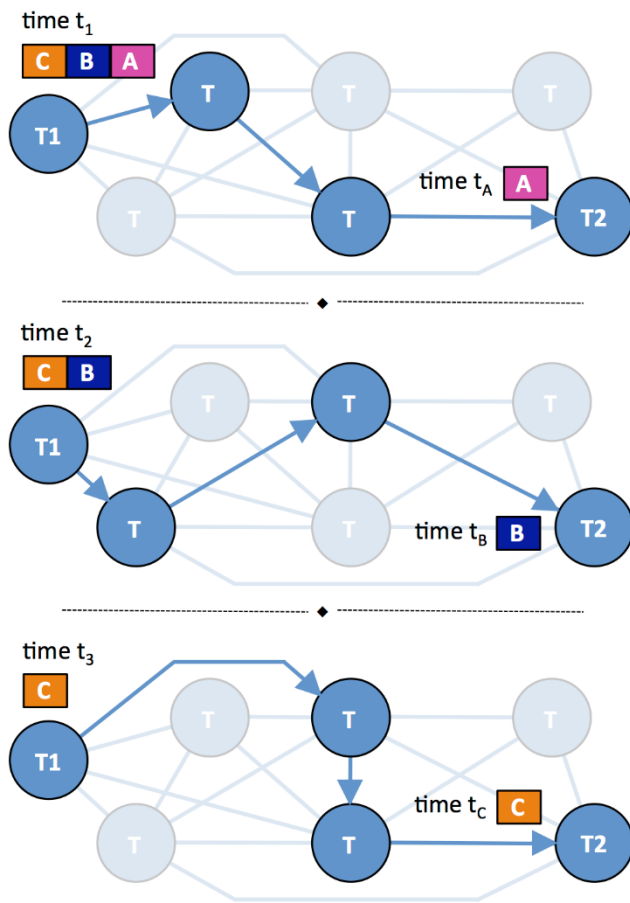 time t1
C B A
T T T
T1
time tA A
T T T2
time t2
C B
T T T
T1
T T T2
time tB B
time t3
C
T T T
T1
time tC C
T T T2